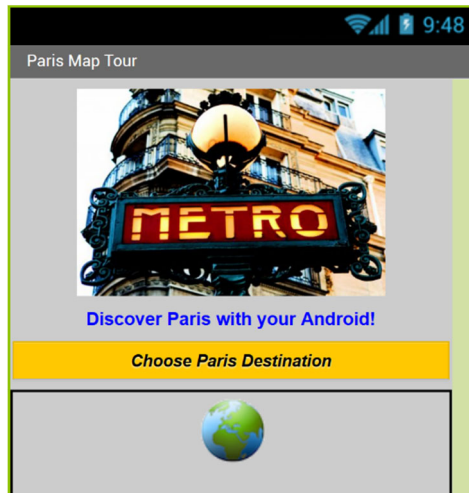 9:48
Paris Map Tour
METRO
Discover Paris with your Android!
Choose Paris Destination